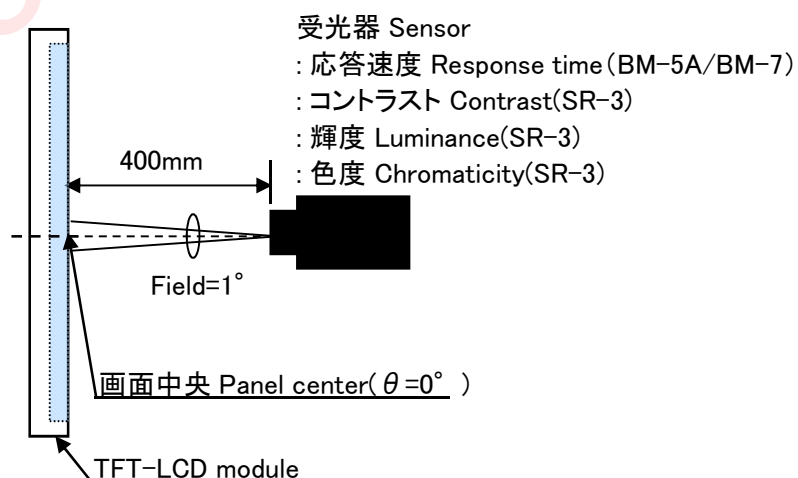 受光器 Sensor
: 応答速度 Response time(BM-5A/BM-7)
: コントラスト Contrast(SR-3)
: 輝度 Luminance(SR-3)
: 色度 Chromaticity(SR-3)
400mm
Field=1°
画面中央 Panel center(θ=0° )
TFT-LCD module